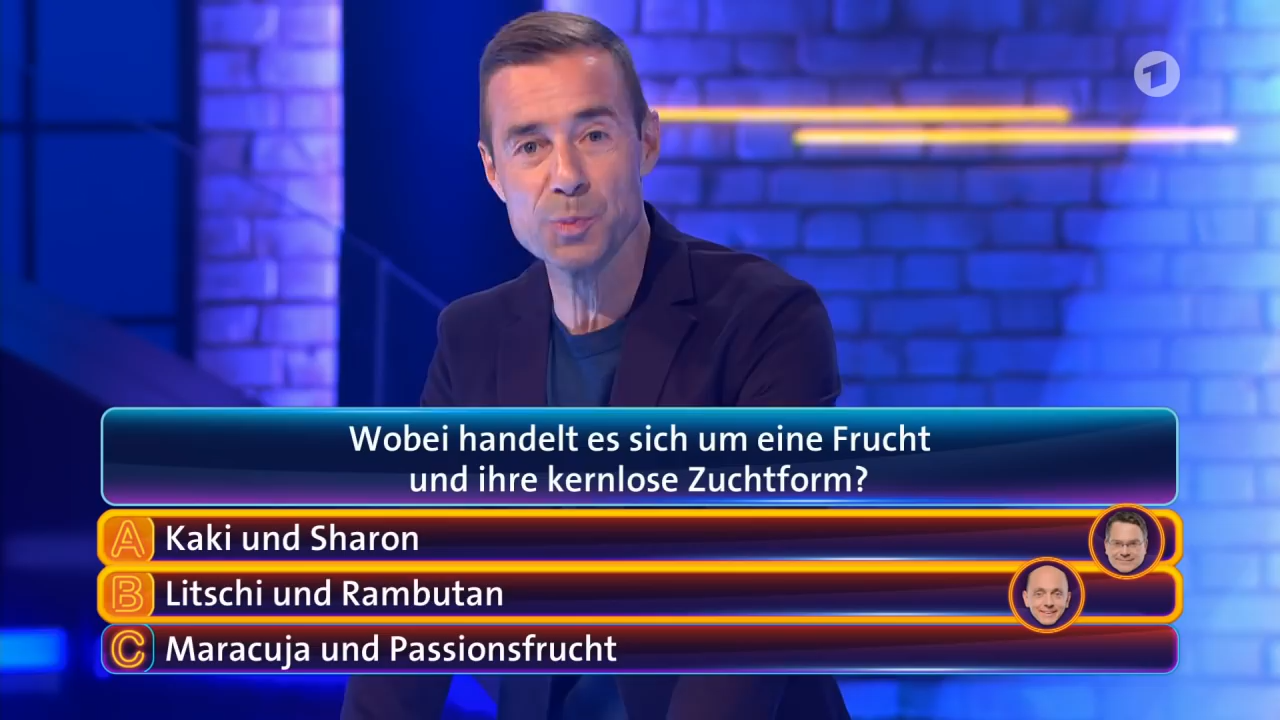 Wobei handelt es sich um eine Frucht
und ihre kernlose Zuchtform?
A Kaki und Sharon
B Litschi und Rambutan
C Maracuja und Passionsfrucht
1